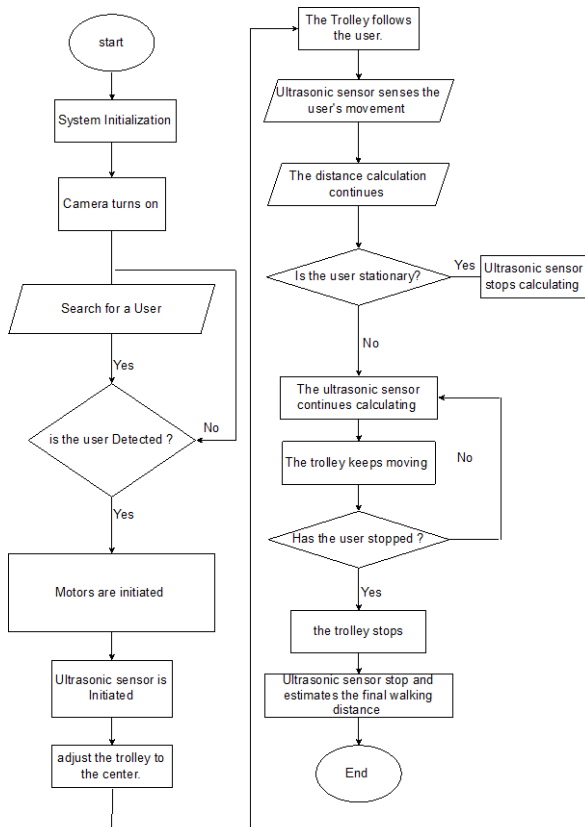 start
System Initialization
Camera turns on
Search for a User
Yes
is the user Detected ?
No
Yes
Motors are initiated
Ultrasonic sensor is
Initiated
adjust the trolley to
the center.
The Trolley follows
the user.
Ultrasonic sensor senses the
user's movement
The distance calculation
continues
Is the user stationary?
Yes
Ultrasonic sensor
stops calculating
No
The ultrasonic sensor
continues calculating
The trolley keeps moving
No
Has the user stopped ?
Yes
the trolley stops
Ultrasonic sensor stop and
estimates the final walking
distance
End